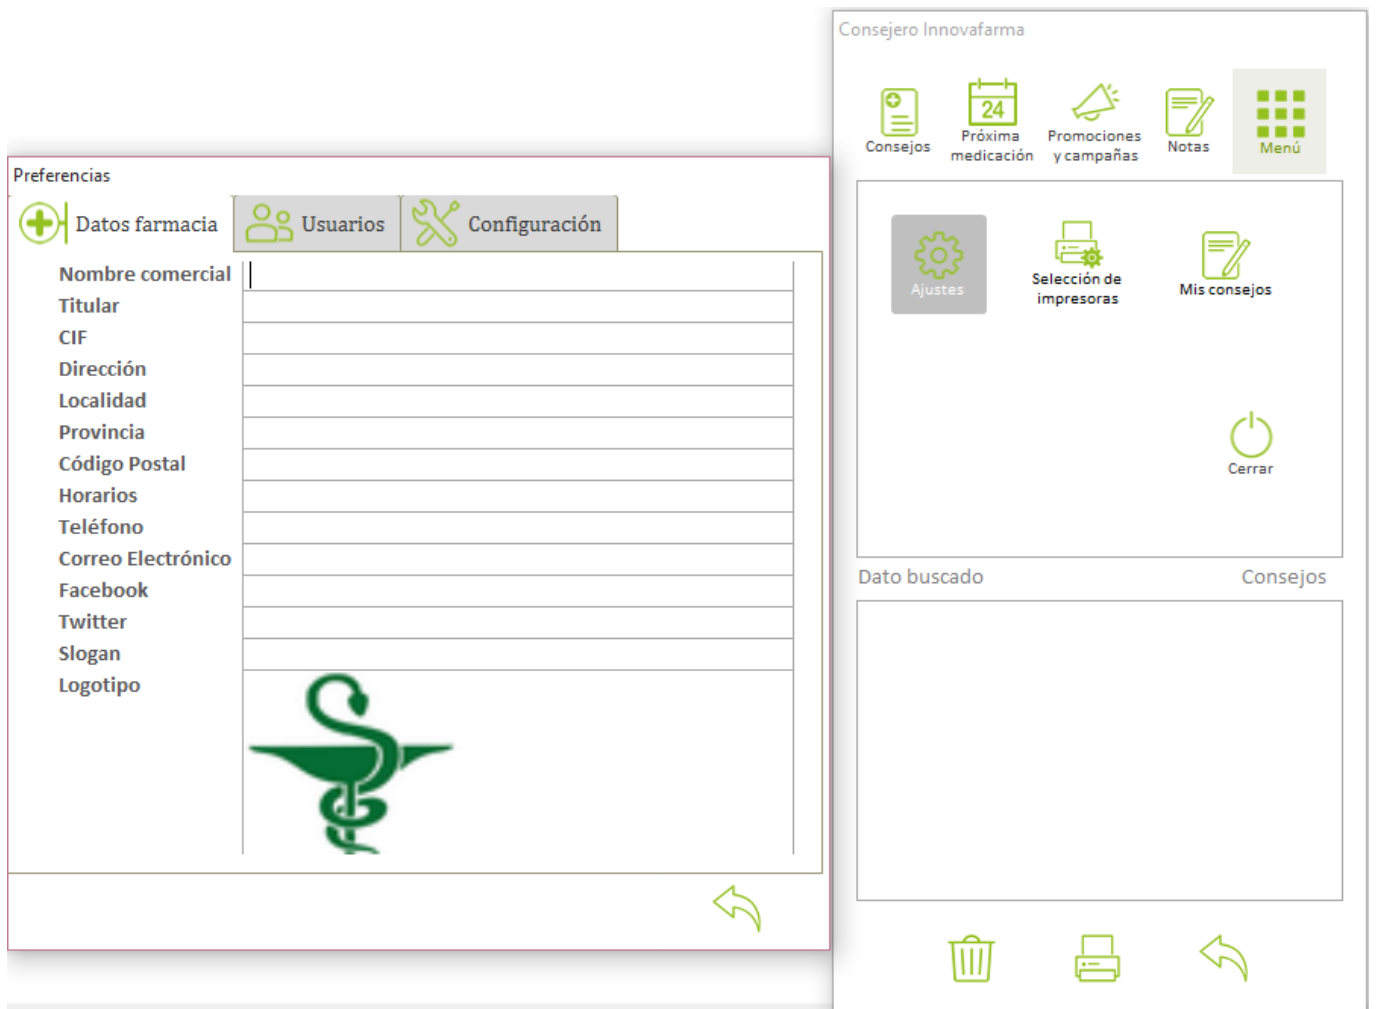 Consejero Innovafarma
Consejos
24
Próxima
medicación
Promociones
y campañas
Notas
Menú
Preferencias
Datos farmacia
Usuarios
Configuración
Nombre comercial
Titular
CIF
Dirección
Localidad
Provincia
Código Postal
Horarios
Teléfono
Correo Electrónico
Facebook
Twitter
Slogan
Logotipo
Ajustes
Selección de
impresoras
Mis consejos
Cerrar
Dato buscado Consejos